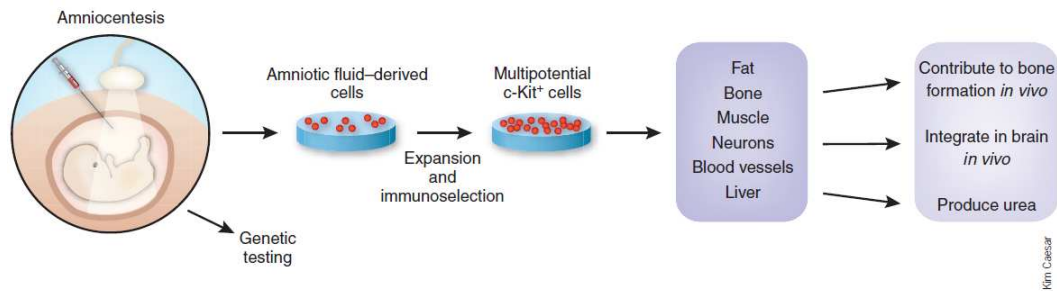 Amniocentesis
Genetic
testing
Amniotic fluid–derived
cells
Expansion
and
immunoselection
Multipotential
c-Kit+ cells
Fat
Bone
Muscle
Neurons
Blood vessels
Liver
Contribute to bone
formation in vivo
Integrate in brain
in vivo
Produce urea
Kim Caesar